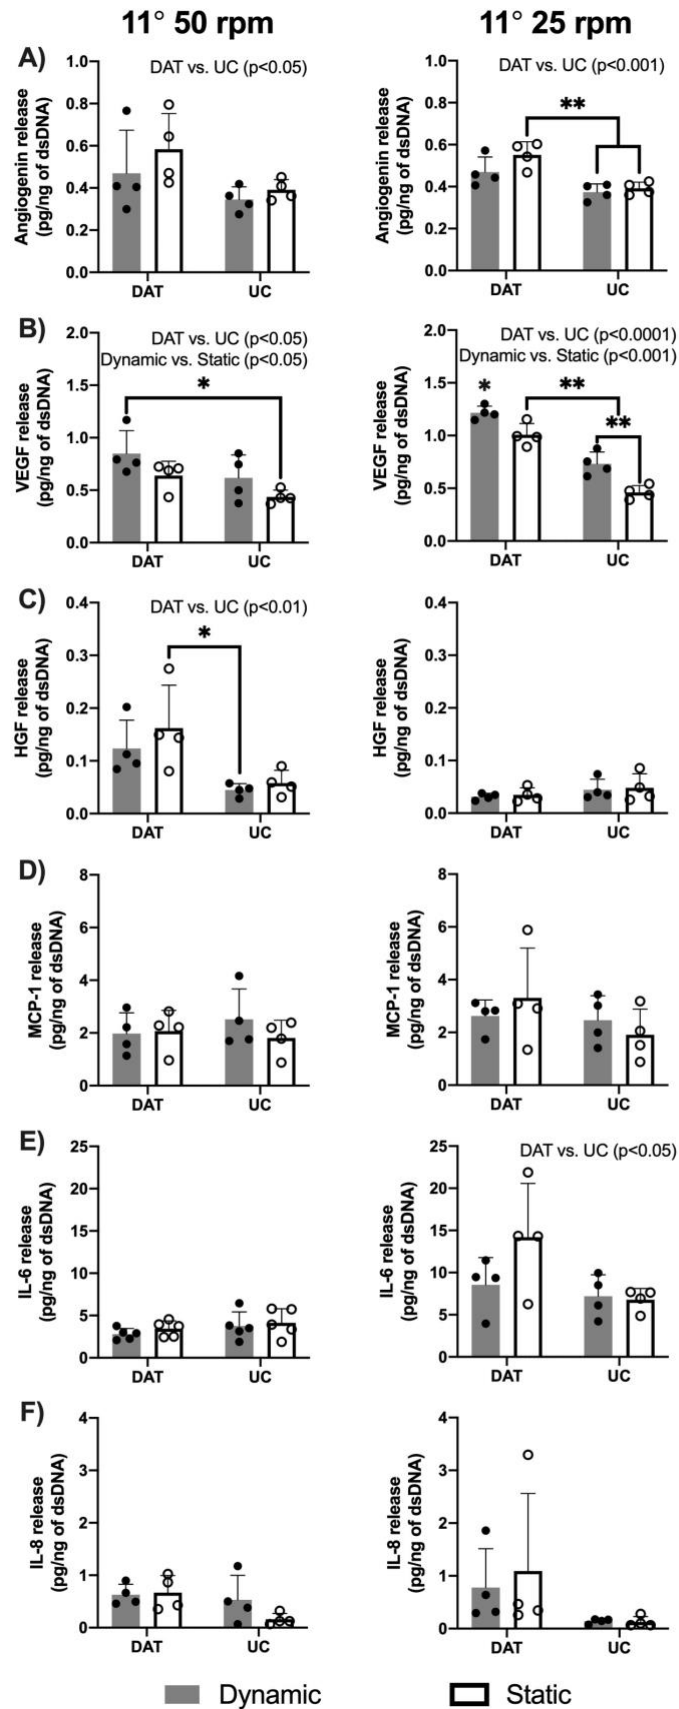 11° 50 rpm
11° 25 rpm
A)
Angiogenin release
(pg/ng of dsDNA)
1.0
0.8
0.6
0.4
0.2
0.0
DAT vs. UC (p<0.05)
DAT
UC
Angiogenin release
(pg/ng of dsDNA)
1.0
0.8
0.6
0.4
0.2
0.0
DAT vs. UC (p<0.001)
**
DAT
UC
B)
VEGF release
(pg/ng of dsDNA)
2.0
1.5
1.0
0.5
0.0
DAT vs. UC (p<0.05)
Dynamic vs. Static (p<0.05)
*
DAT
UC
VEGF release
(pg/ng of dsDNA)
2.0
1.5
1.0
0.5
0.0
DAT vs. UC (p<0.0001)
Dynamic vs. Static (p<0.001)
*
**
**
DAT
UC
C)
HGF release
(pg/ng of dsDNA)
0.4
0.3
0.2
0.1
0.0
DAT vs. UC (p<0.01)
*
DAT
UC
HGF release
(pg/ng of dsDNA)
0.4
0.3
0.2
0.1
0.0
DAT
UC
D)
MCP-1 release
(pg/ng of dsDNA)
8
6
4
2
0
DAT
UC
MCP-1 release
(pg/ng of dsDNA)
8
6
4
2
0
DAT
UC
E)
IL-6 release
(pg/ng of dsDNA)
25
20
15
10
5
0
DAT
UC
IL-6 release
(pg/ng of dsDNA)
25
20
15
10
5
0
DAT vs. UC (p<0.05)
DAT
UC
F)
IL-8 release
(pg/ng of dsDNA)
4
3
2
1
0
DAT
UC
IL-8 release
(pg/ng of dsDNA)
4
3
2
1
0
DAT
UC
Dynamic
Static